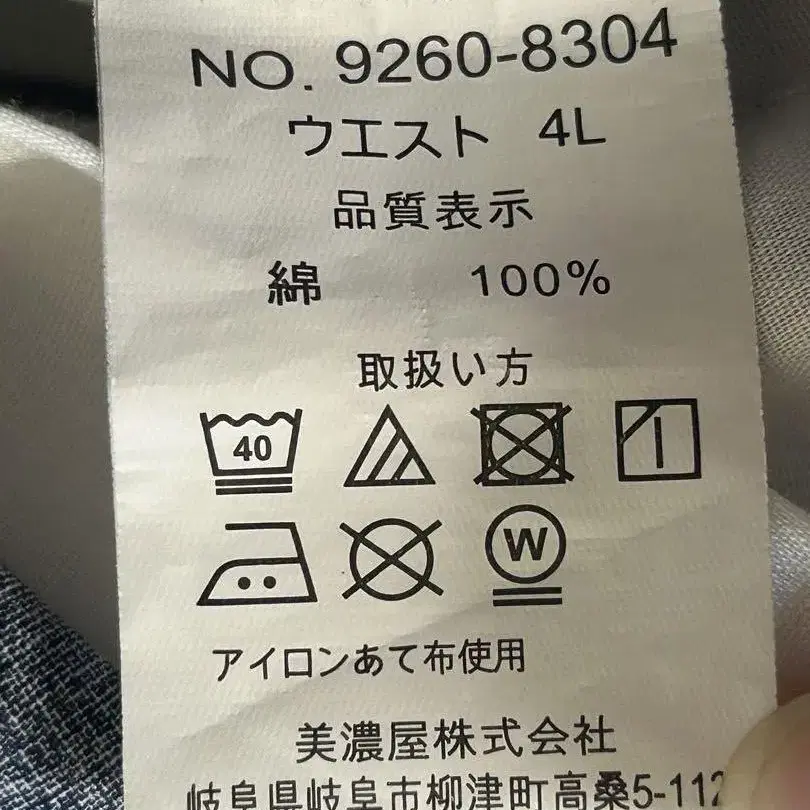 NO. 9260-8304
ウエスト 4L
品質表示
綿 100%
取扱い方
40
W
アイロンあて布使用
美濃屋株式会社
岐阜県岐阜市柳津町高桑5-112